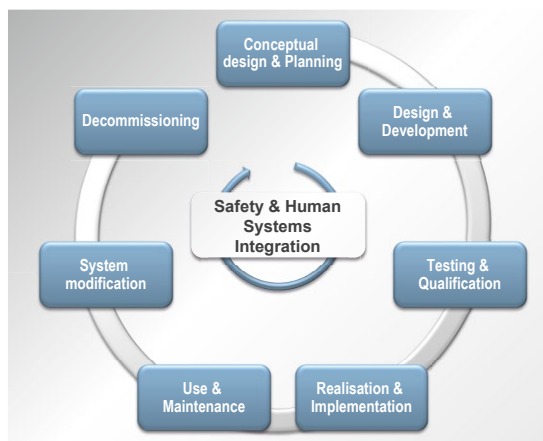 Conceptual
design & Planning
Design &
Development
Testing &
Qualification
Realisation &
Implementation
Use &
Maintenance
System
modification
Decommissioning
Safety & Human
Systems
Integration